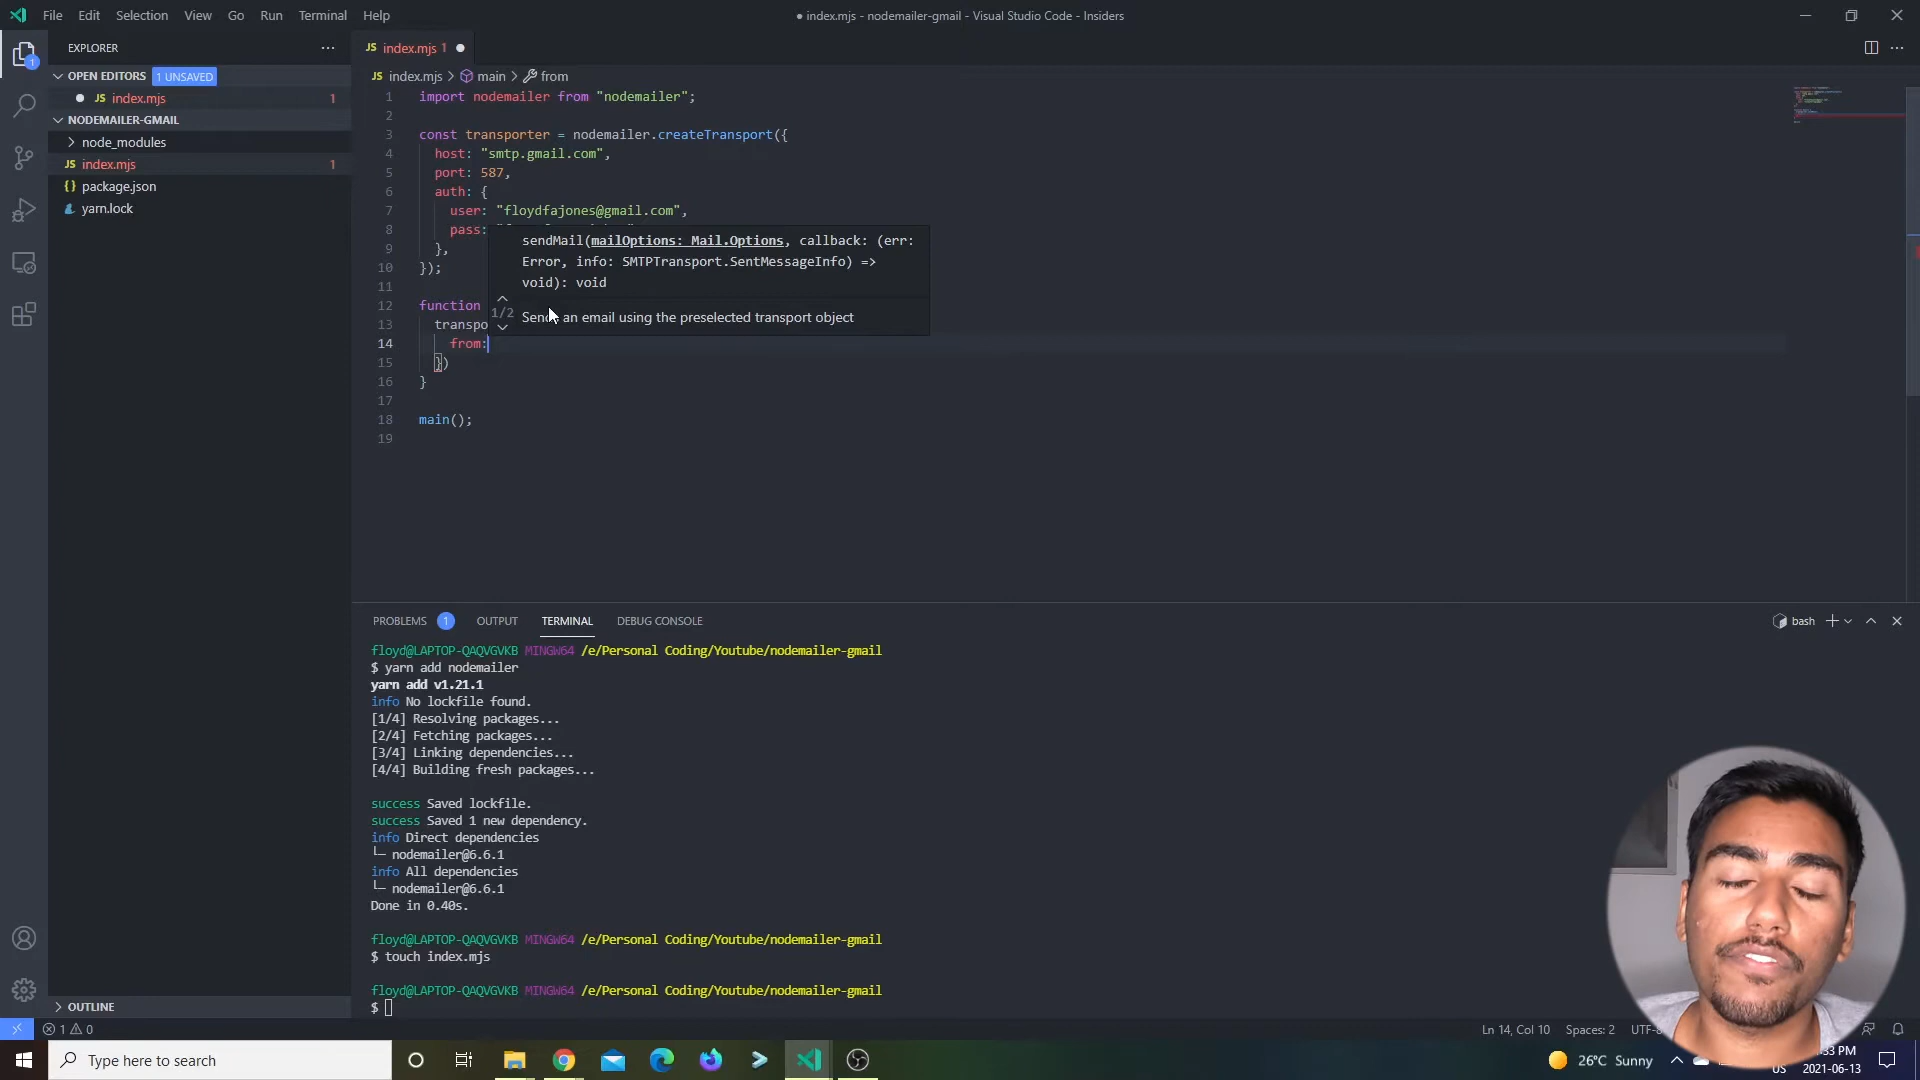 File Edit Selection View Go Run Terminal Help
● index.mjs - nodemailer-gmail - Visual Studio Code - Insiders
EXPLORER
OPEN EDITORS 1 UNSAVED
JS index.mjs 1
NODEMAILER-GMAIL
node_modules
JS index.mjs 1
{} package.json
yarn.lock
OUTLINE
1
JS index.mjs 1 ●
JS index.mjs > main > from
1 import nodemailer from "nodemailer";
2
3 const transporter = nodemailer.createTransport({
4 host: "smtp.gmail.com",
5 port: 587,
6 auth: {
7 user: "floydfajones@gmail.com",
8 pass:
9 },
10 });
11
12 function
13 transpo
14 from:
15 })
16 }
17
18 main();
19
sendMail(mailOptions: Mail.Options, callback: (err:
Error, info: SMTPTransport.SentMessageInfo) =>
void): void
1/2
an email using the preselected transport object
PROBLEMS 1 OUTPUT TERMINAL DEBUG CONSOLE
bash
floyd@LAPTOP-QAQVGVKB MINGW64 /e/Personal Coding/Youtube/nodemailer-gmail
$ yarn add nodemailer
yarn add v1.21.1
info No lockfile found.
[1/4] Resolving packages...
[2/4] Fetching packages...
[3/4] Linking dependencies...
[4/4] Building fresh packages...
success Saved lockfile.
success Saved 1 new dependency.
info Direct dependencies
└─ nodemailer@6.6.1
info All dependencies
└─ nodemailer@6.6.1
Done in 0.40s.
floyd@LAPTOP-QAQVGVKB MINGW64 /e/Personal Coding/Youtube/nodemailer-gmail
$ touch index.mjs
floyd@LAPTOP-QAQVGVKB MINGW64 /e/Personal Coding/Youtube/nodemailer-gmail
$
1 0
Ln 14, Col 10 Spaces: 2
Type here to search
26°C Sunny
US
33 PM
2021-06-13